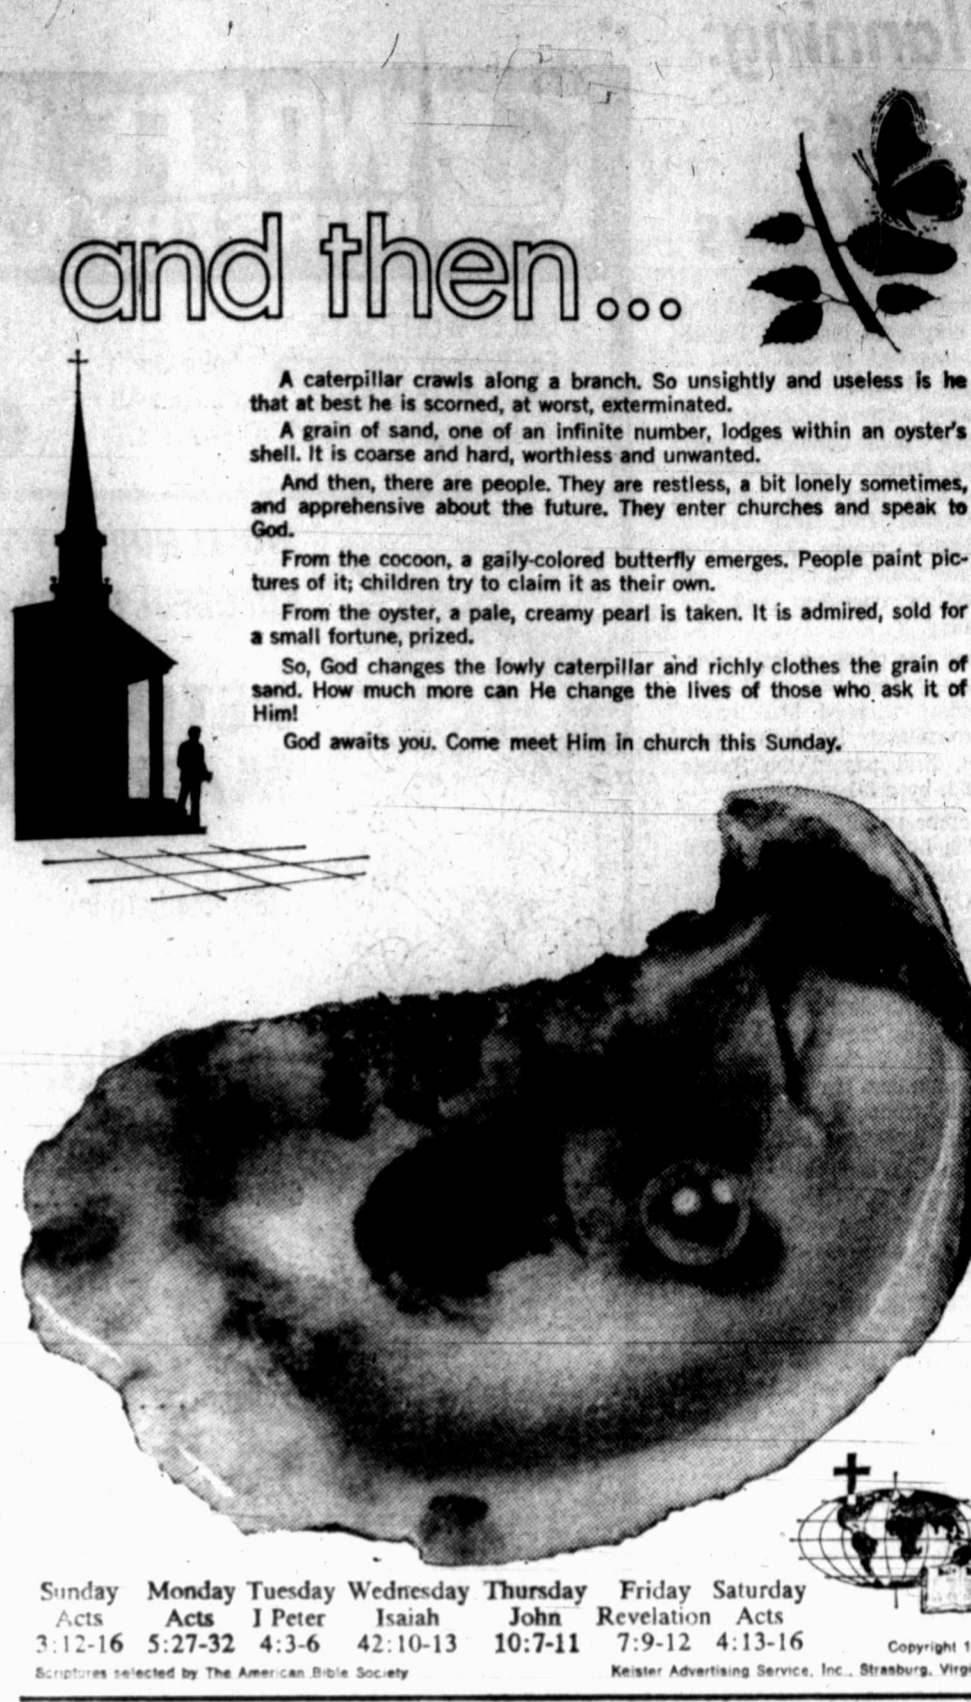 and then...
A caterpillar crawls along a branch. So unsightly and useless is he
that at best he is scorned, at worst, exterminated.
A grain of sand, one of an infinite number, lodges within an oyster's
shell. It is coarse and hard, worthless and unwanted.
And then, there are people. They are restless, a bit lonely sometimes,
and apprehensive about the future. They enter churches and speak to
God.
From the cocoon, a gaily-colored butterfly emerges. People paint pic-
tures of it; children try to claim it as their own.
From the oyster, a pale, creamy pearl is taken. It is admired, sold for
a small fortune, prized.
So, God changes the lowly caterpillar and richly clothes the grain of
sand. How much more can He change the lives of those who ask it of
Him!
God awaits you. Come meet Him in church this Sunday.
Sunday Monday Tuesday Wednesday Thursday Friday Saturday
Acts Acts I Peter Isaiah John Revelation Acts
3:12-16 5:27-32 4:3-6 42:10-13 10:7-11 7:9-12 4:13-16
Copyright 1
Scriptures selected by The American Bible Society
Keister Advertising Service, Inc., Strasburg, Virgi